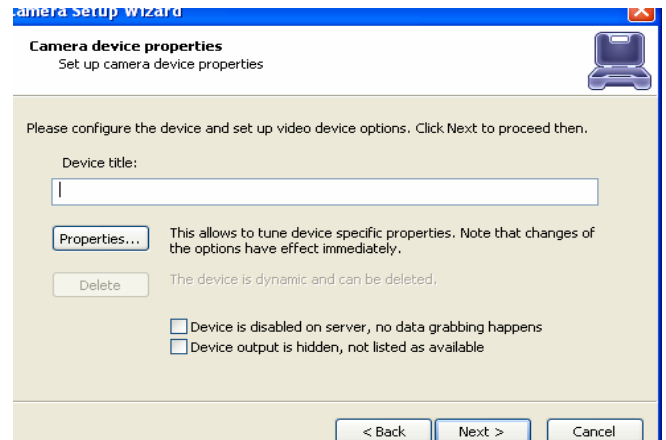 Camera Setup Wizard
Camera device properties
Set up camera device properties
Please configure the device and set up video device options. Click Next to proceed then.
Device title:
Properties...
This allows to tune device specific properties. Note that changes of
the options have effect immediately.
Delete
The device is dynamic and can be deleted.
Device is disabled on server, no data grabbing happens
Device output is hidden, not listed as available
< Back
Next >
Cancel